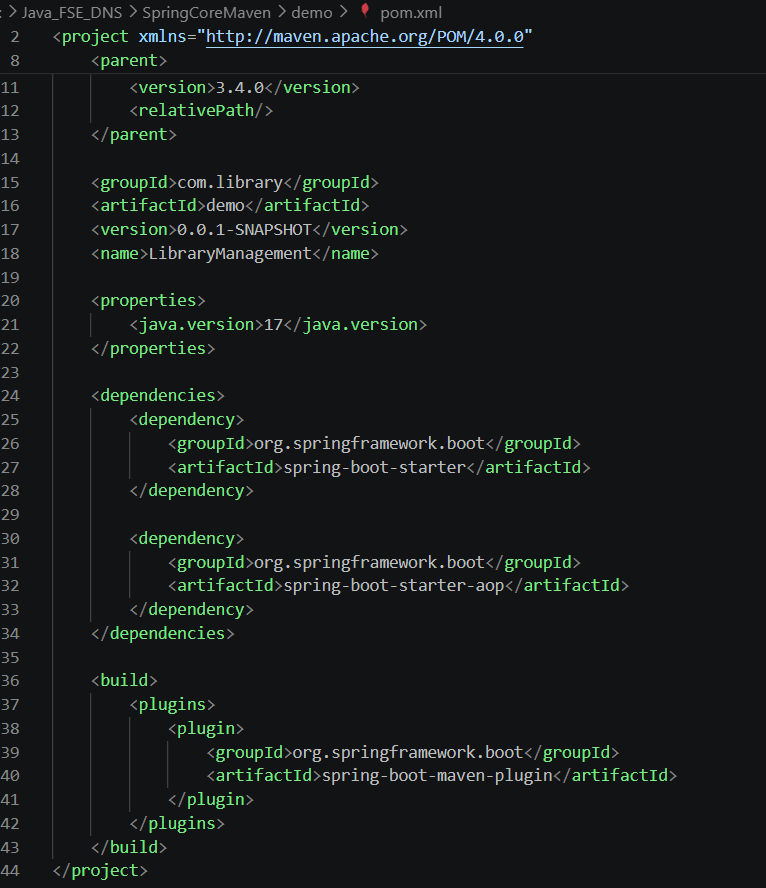 : > Java_FSE_DNS > SpringCoreMaven > demo > pom.xml
2 <project xmlns="http://maven.apache.org/POM/4.0.0"
8     <parent>
11         <version>3.4.0</version>
12         <relativePath/>
13     </parent>
14
15     <groupId>com.library</groupId>
16     <artifactId>demo</artifactId>
17     <version>0.0.1-SNAPSHOT</version>
18     <name>LibraryManagement</name>
19
20     <properties>
21         <java.version>17</java.version>
22     </properties>
23
24     <dependencies>
25         <dependency>
26             <groupId>org.springframework.boot</groupId>
27             <artifactId>spring-boot-starter</artifactId>
28         </dependency>
29
30         <dependency>
31             <groupId>org.springframework.boot</groupId>
32             <artifactId>spring-boot-starter-aop</artifactId>
33         </dependency>
34     </dependencies>
35
36     <build>
37         <plugins>
38             <plugin>
39                 <groupId>org.springframework.boot</groupId>
40                 <artifactId>spring-boot-maven-plugin</artifactId>
41             </plugin>
42         </plugins>
43     </build>
44 </project>